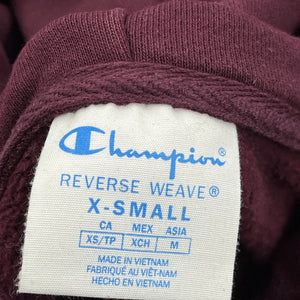 Champion®
REVERSE WEAVE®
X-SMALL
CA MEX ASIA
XS/TP XCH M
MADE IN VIETNAM
FABRIQUÉ AU VIÊT-NAM
HECHO EN VIETNAM